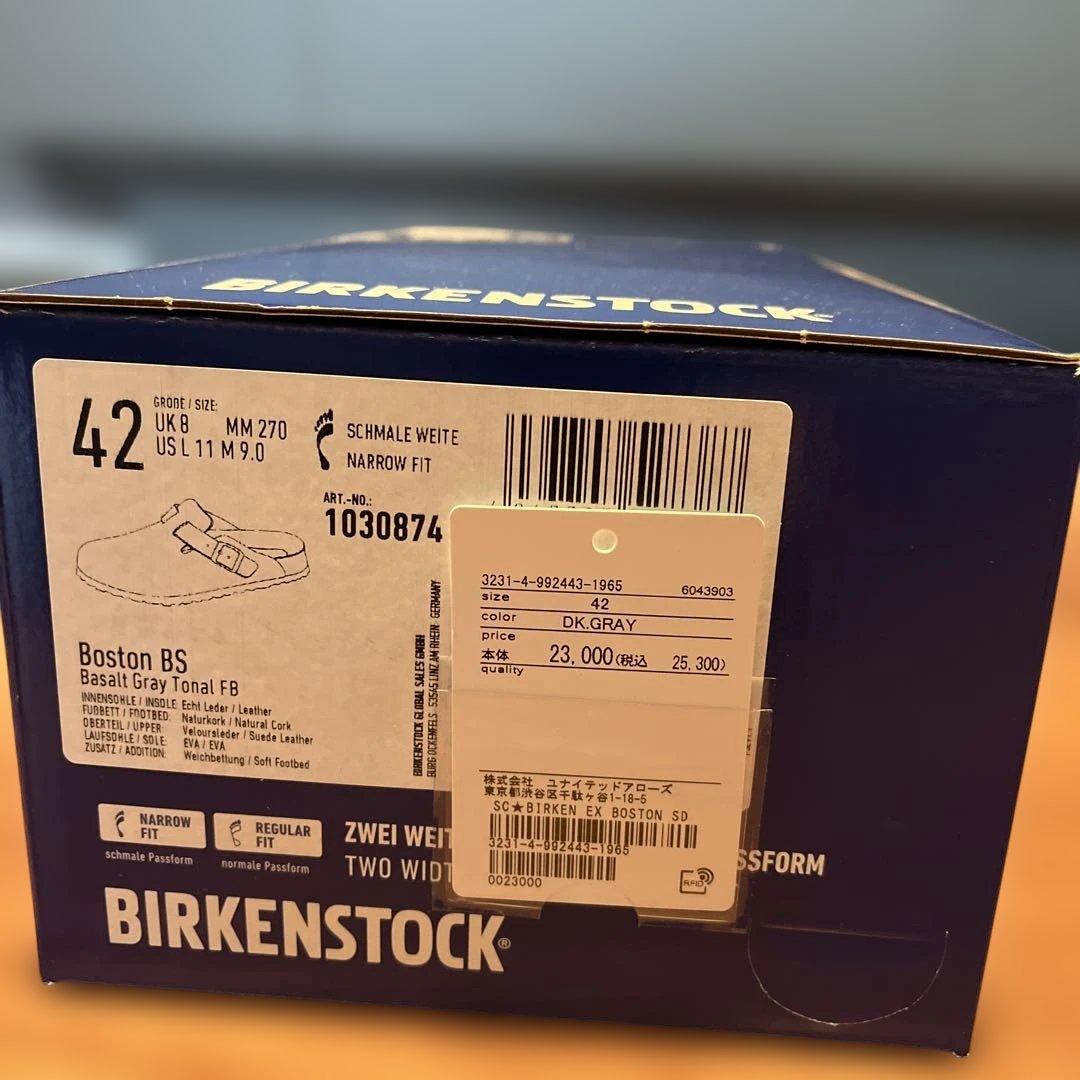 BIRKENSTOCK
42
GRÖßE / SIZE:
UK 8 MM 270
US L 11 M 9.0
SCHMALE WEITE
NARROW FIT
ART.-NO.:
1030874
Boston BS
Basalt Gray Tonal FB
INNENSOHLE / INSOLE: Echt Leder / Leather
FUßBETT / FOOTBED: Naturkork / Natural Cork
OBERTEIL / UPPER: Veloursleder / Suede Leather
LAUFSOHLE / SOLE: EVA / EVA
ZUSATZ / ADDITION: Weichbettung / Soft Footbed
BIRKENSTOCK GLOBAL SALES GMBH
BURG OCKENFELS · 53545 LINZ AM RHEIN · GERMANY
3231-4-992443-1965 6043903
size 42
color DK.GRAY
price
本体 23,000(税込 25,300)
quality
株式会社 ユナイテッドアローズ
東京都渋谷区千駄ヶ谷1-18-5
SC★BIRKEN EX BOSTON SD
3231-4-992443-1965
0023000
RFID
NARROW FIT
schmale Passform
REGULAR FIT
normale Passform
ZWEI WEIT SSFORM
TWO WIDT
BIRKENSTOCK®